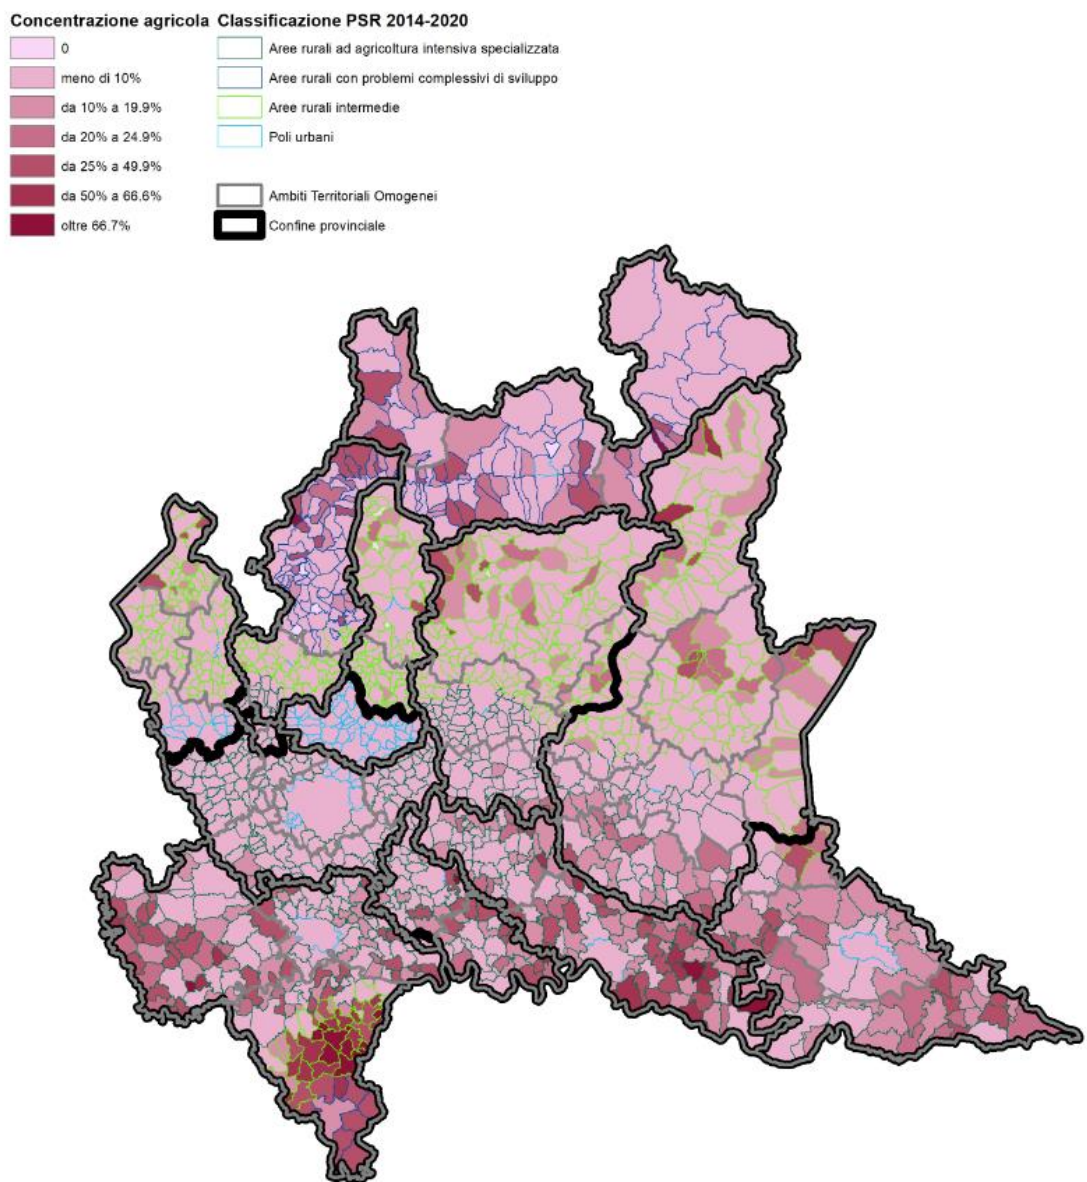 Concentrazione agricola
0
meno di 10%
da 10% a 19.9%
da 20% a 24.9%
da 25% a 49.9%
da 50% a 66.6%
oltre 66.7%
Classificazione PSR 2014-2020
Aree rurali ad agricoltura intensiva specializzata
Aree rurali con problemi complessivi di sviluppo
Aree rurali intermedie
Poli urbani
Ambiti Territoriali Omogenei
Confine provinciale